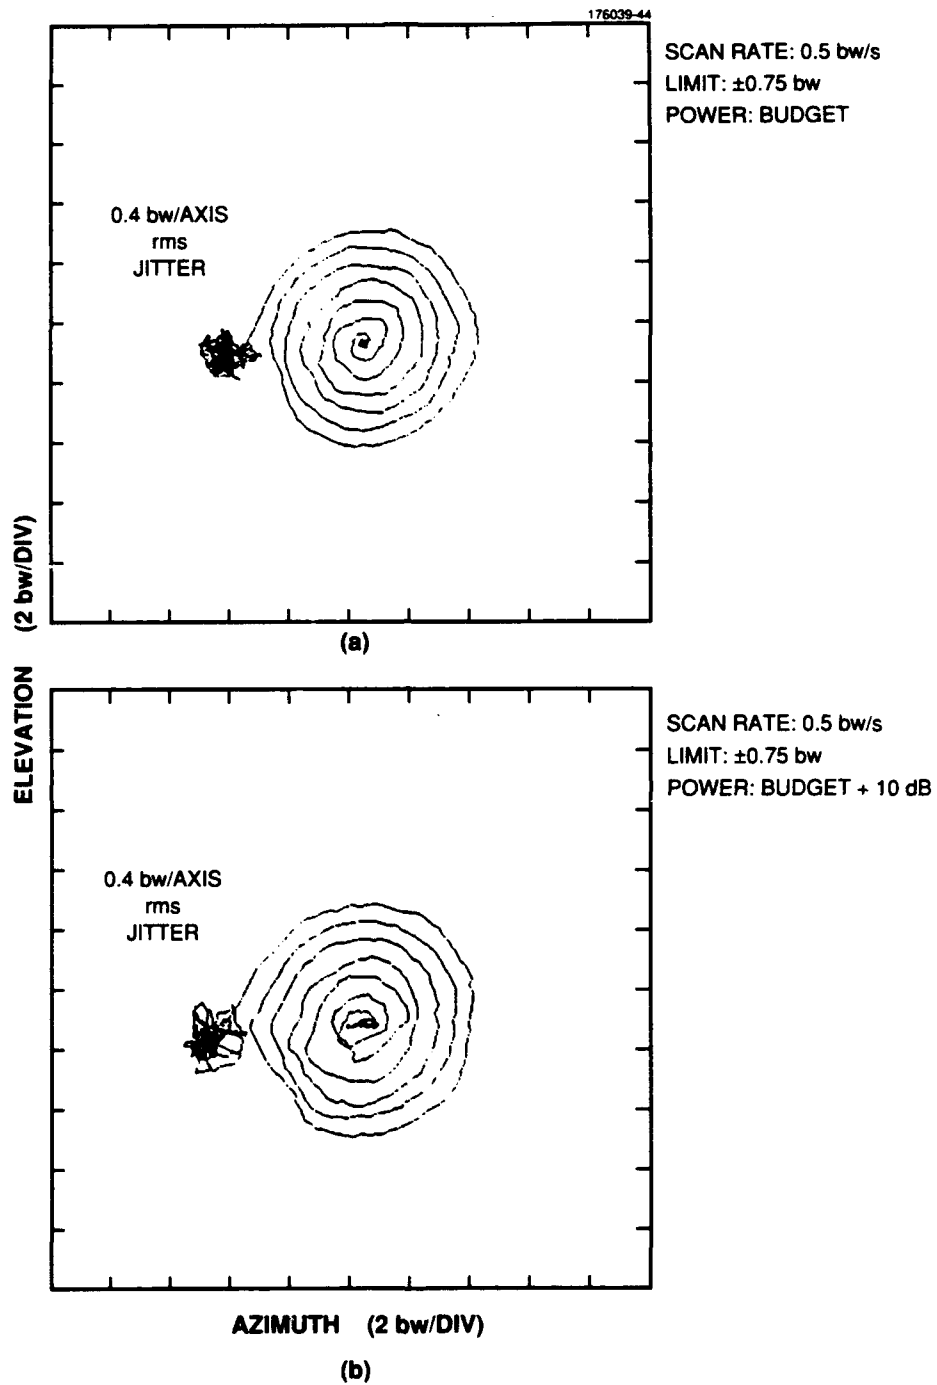 176039-44
SCAN RATE: 0.5 bw/s
LIMIT: ±0.75 bw
POWER: BUDGET
0.4 bw/AXIS
rms
JITTER
(a)
ELEVATION (2 bw/DIV)
SCAN RATE: 0.5 bw/s
LIMIT: ±0.75 bw
POWER: BUDGET + 10 dB
0.4 bw/AXIS
rms
JITTER
AZIMUTH (2 bw/DIV)
(b)